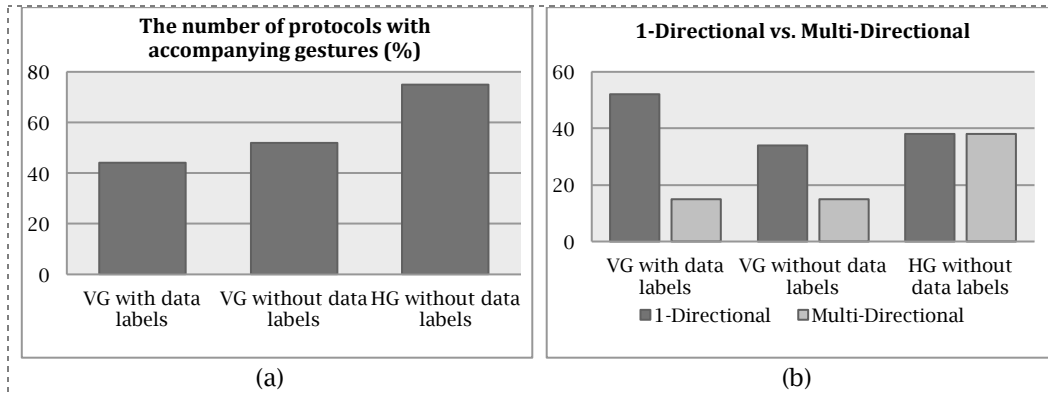 The number of protocols with
accompanying gestures (%)
80
60
40
20
0
VG with data
labels
VG without data
labels
HG without data
labels
(a)
1-Directional vs. Multi-Directional
60
40
20
0
VG with data
labels
VG without data
labels
HG without
data labels
1-Directional
Multi-Directional
(b)